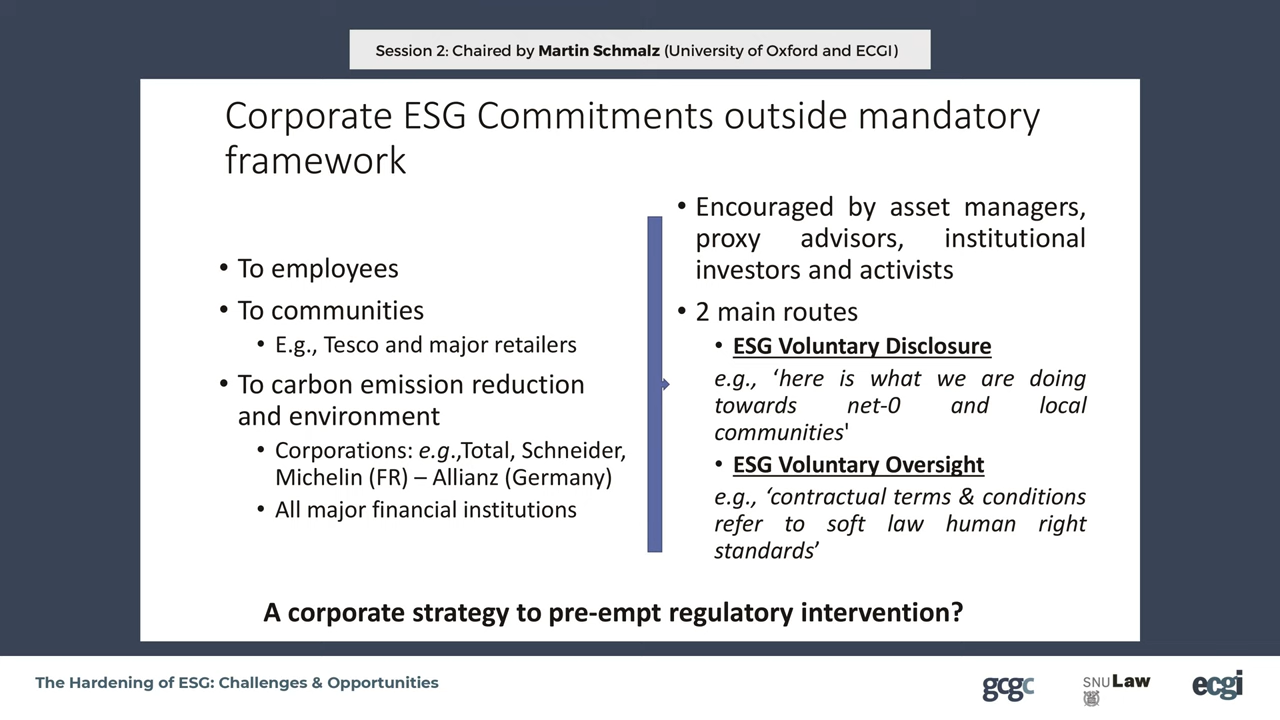 Session 2: Chaired by Martin Schmalz (University of Oxford and ECGI)
Corporate ESG Commitments outside mandatory
framework
• To employees
• To communities
• E.g., Tesco and major retailers
• To carbon emission reduction
and environment
• Corporations: e.g.,Total, Schneider,
Michelin (FR) – Allianz (Germany)
• All major financial institutions
• Encouraged by asset managers,
proxy advisors, institutional
investors and activists
• 2 main routes
• ESG Voluntary Disclosure
e.g., ‘here is what we are doing
towards net-0 and local
communities'
• ESG Voluntary Oversight
e.g., ‘contractual terms & conditions
refer to soft law human right
standards’
A corporate strategy to pre-empt regulatory intervention?
The Hardening of ESG: Challenges & Opportunities
gcgc
SNU Law
ecgi